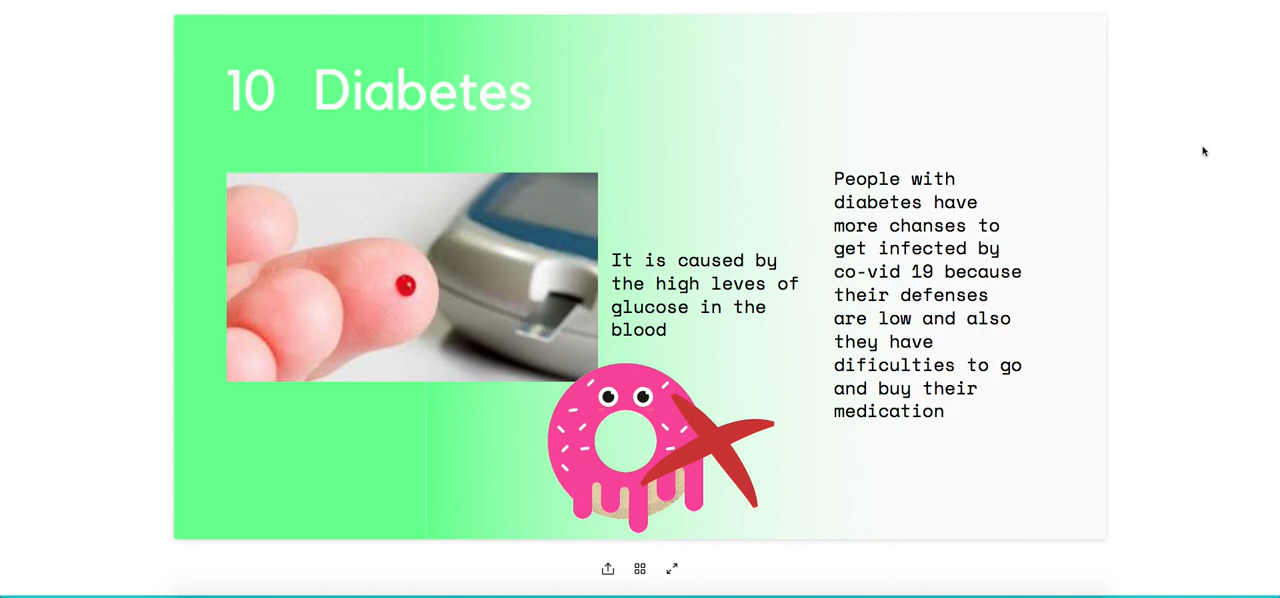 10 Diabetes
It is caused by
the high leves of
glucose in the
blood
People with
diabetes have
more chanses to
get infected by
co-vid 19 because
their defenses
are low and also
they have
dificulties to go
and buy their
medication